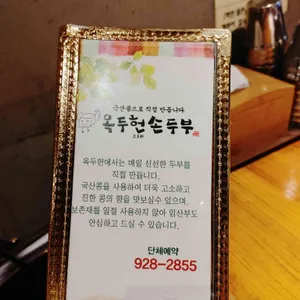 국산콩으로 직접 만듭니다
옥두헌손두부
옥두헌에서는 매일 신선한 두부를
직접 만듭니다.
국산콩을 사용하여 더욱 고소하고
진한 콩의 향을 맛보실수 있으며,
보존재를 일절 사용하지 않아 임산부도
안심하고 드실 수 있습니다.
단체예약
928-2855